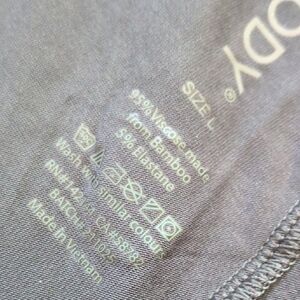 ODY®
SIZE L
95% Viscose made
from Bamboo
5% Elastane
Wash with similar colours
Made in Vietnam